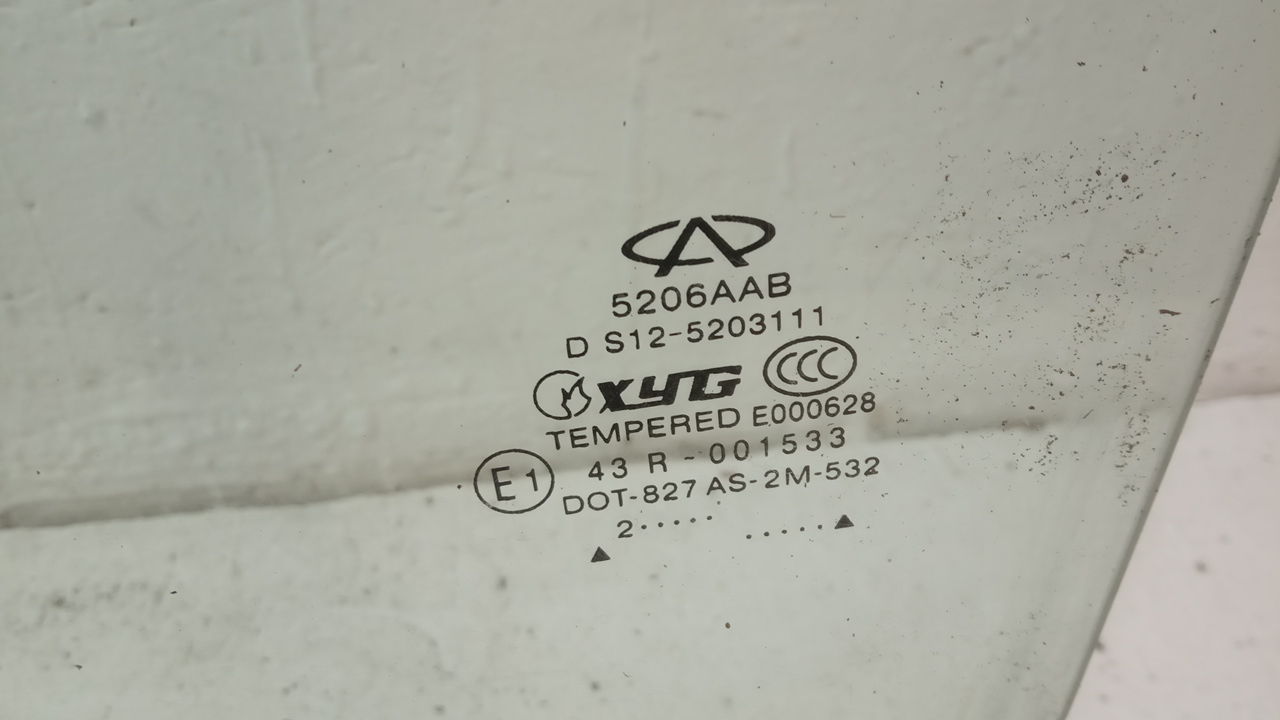 5206AAB
D S12-5203111
XYG CCC
TEMPERED E000628
E1 43 R - 001533
DOT-827 AS-2M-532
2..... .....